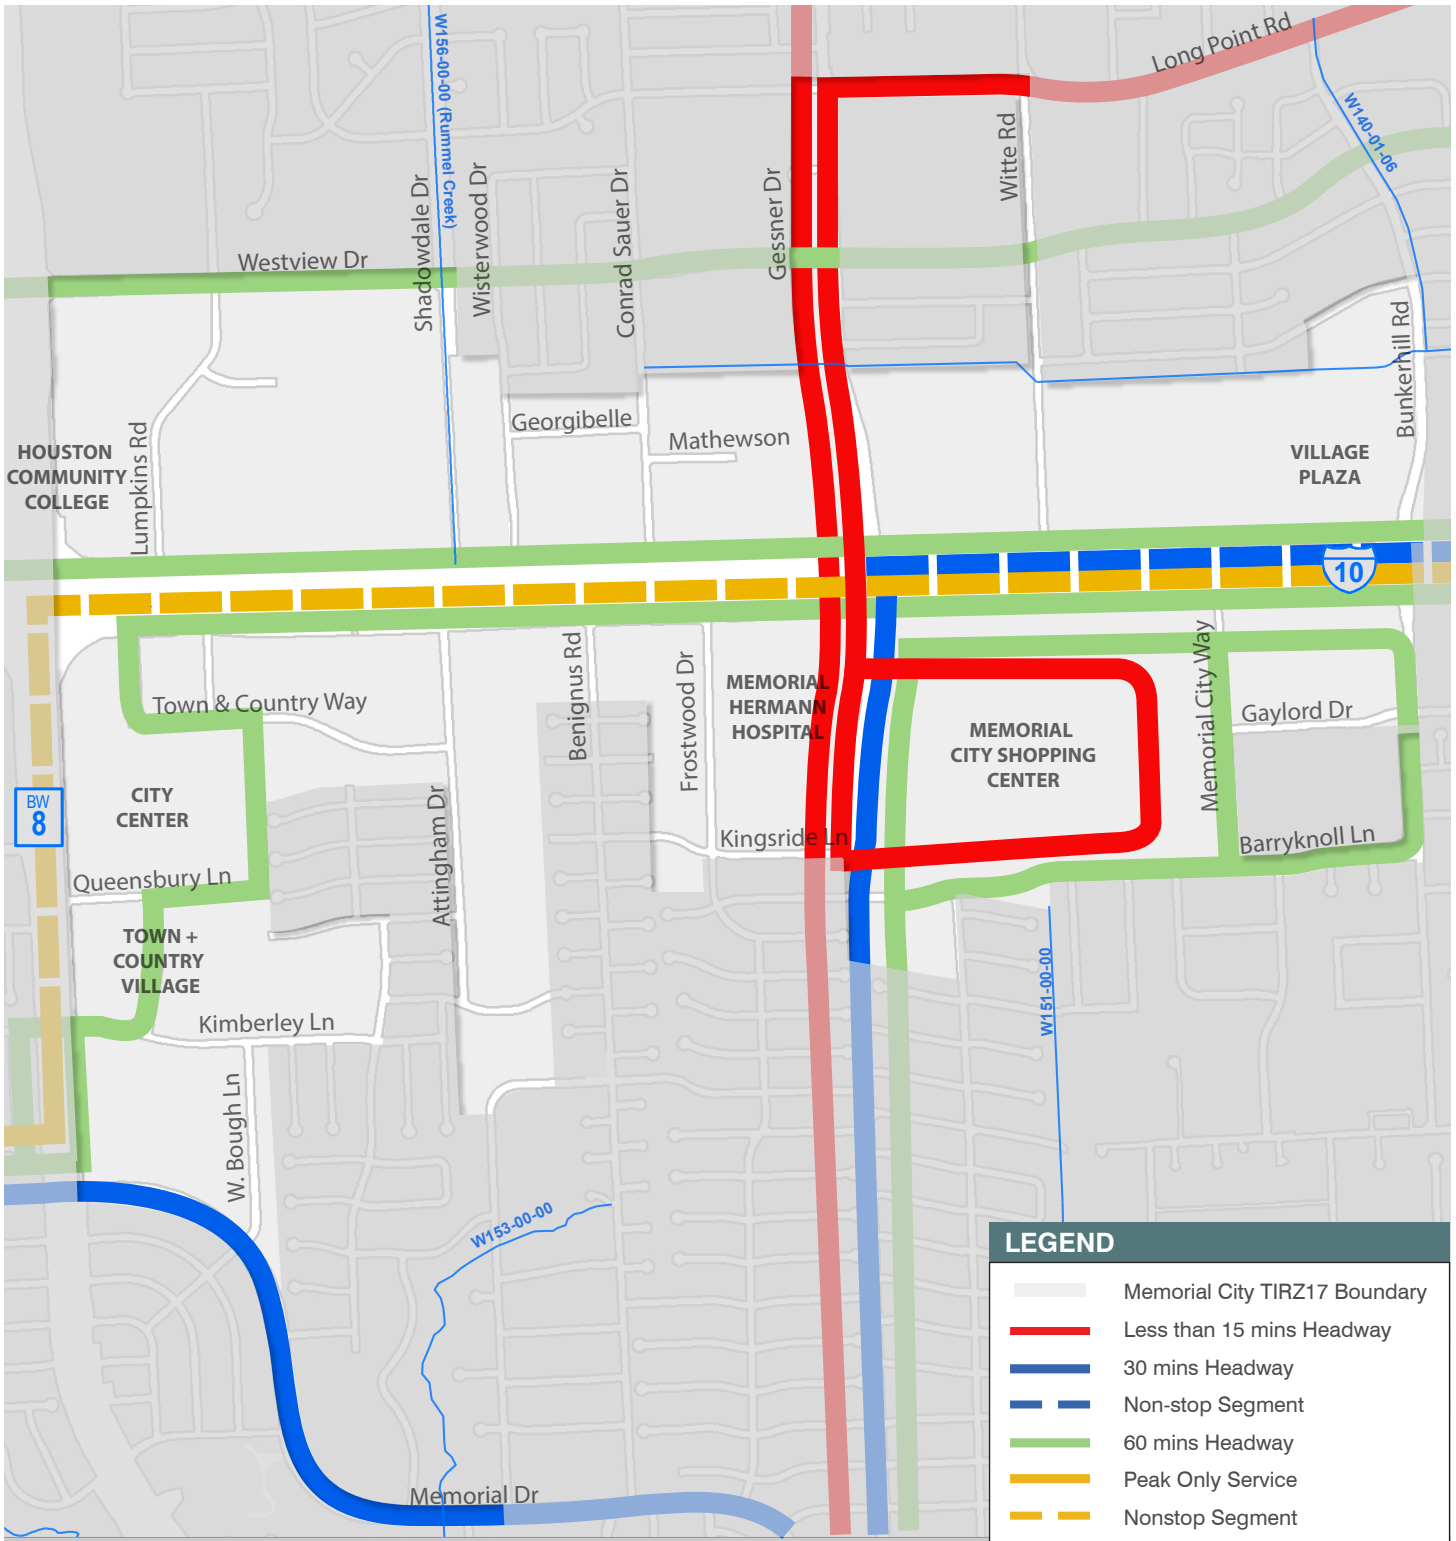 Long Point Rd
W156-00-00 (Rummel Creek)
W140-01-06
Witte Rd
Gessner Dr
Conrad Sauer Dr
Wisterwood Dr
Shadowdale Dr
Westview Dr
Bunkerhill Rd
Georgibelle
Mathewson
Lumpkins Rd
HOUSTON
COMMUNITY
COLLEGE
VILLAGE
PLAZA
10
Town & Country Way
Benignus Rd
Frostwood Dr
MEMORIAL
HERMANN
HOSPITAL
MEMORIAL
CITY SHOPPING
CENTER
Memorial City Way
Gaylord Dr
BW
8
CITY
CENTER
Attingham Dr
Kingsride Ln
Barryknoll Ln
Queensbury Ln
TOWN +
COUNTRY
VILLAGE
Kimberley Ln
W151-00-00
W. Bough Ln
W153-00-00
Memorial Dr
LEGEND
Memorial City TIRZ17 Boundary
Less than 15 mins Headway
30 mins Headway
Non-stop Segment
60 mins Headway
Peak Only Service
Nonstop Segment